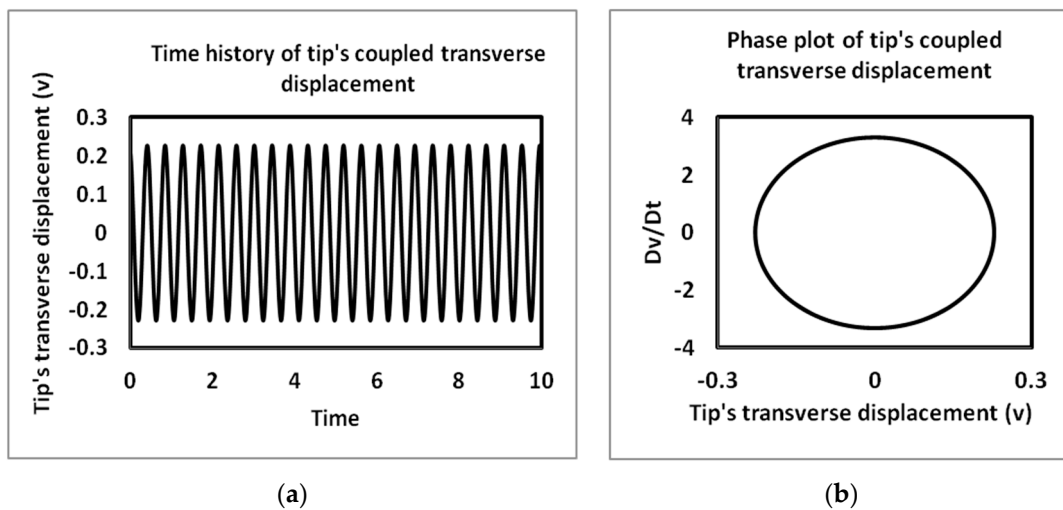 Time history of tip's coupled transverse
displacement
Tip's transverse displacement (v)
0.3
0.2
0.1
0
-0.1
-0.2
-0.3
0 2 4 6 8 10
Time
(a)
Phase plot of tip's coupled
transverse displacement
Dv/Dt
4
2
0
-2
-4
-0.3 0 0.3
Tip's transverse displacement (v)
(b)